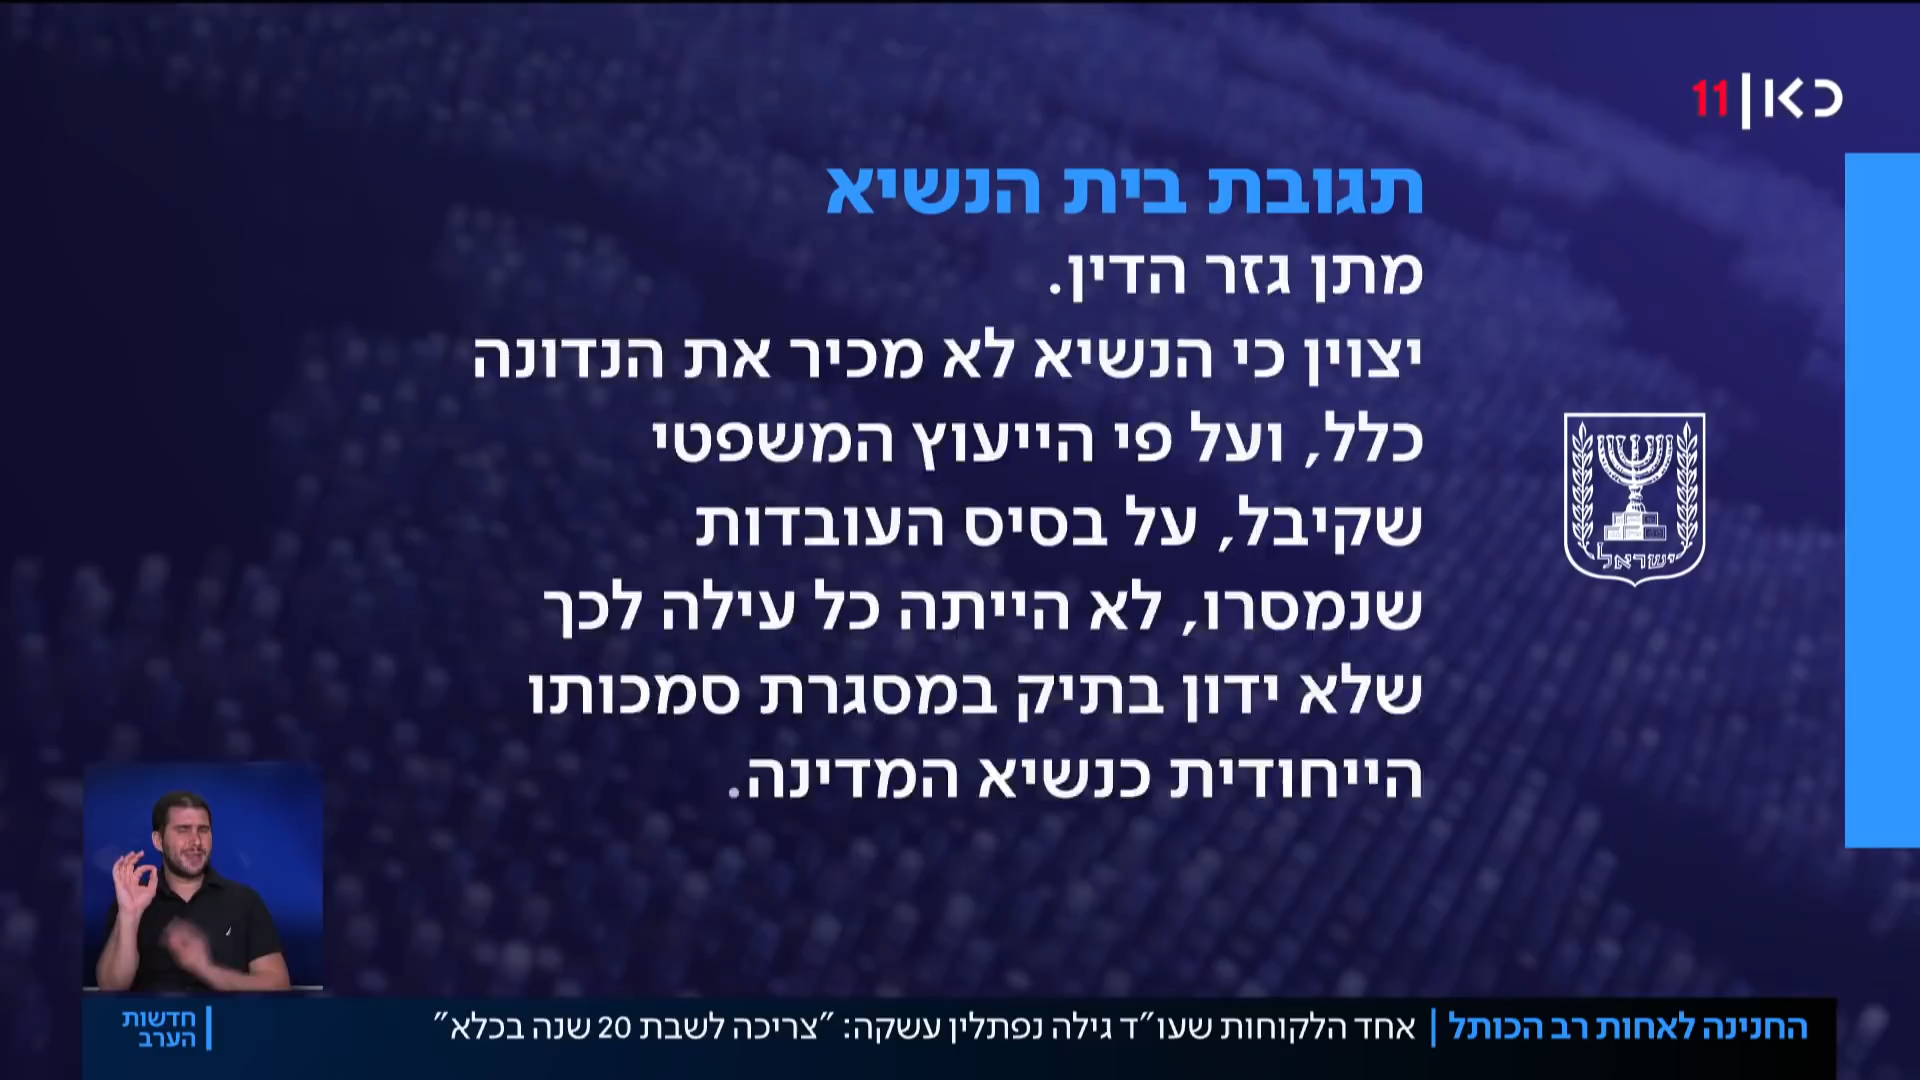 כאן 11
תגובת בית הנשיא
מתן גזר הדין.
יצוין כי הנשיא לא מכיר את הנדונה
כלל, ועל פי הייעוץ המשפטי
שקיבל, על בסיס העובדות
שנמסרו, לא הייתה כל עילה לכך
שלא ידון בתיק במסגרת סמכותו
הייחודית כנשיא המדינה.
ישראל
החנינה לאחות רב הכותל | אחד הלקוחות שעו"ד גילה נפתלין עשקה: "צריכה לשבת 20 שנה בכלא"
חדשות
הערב